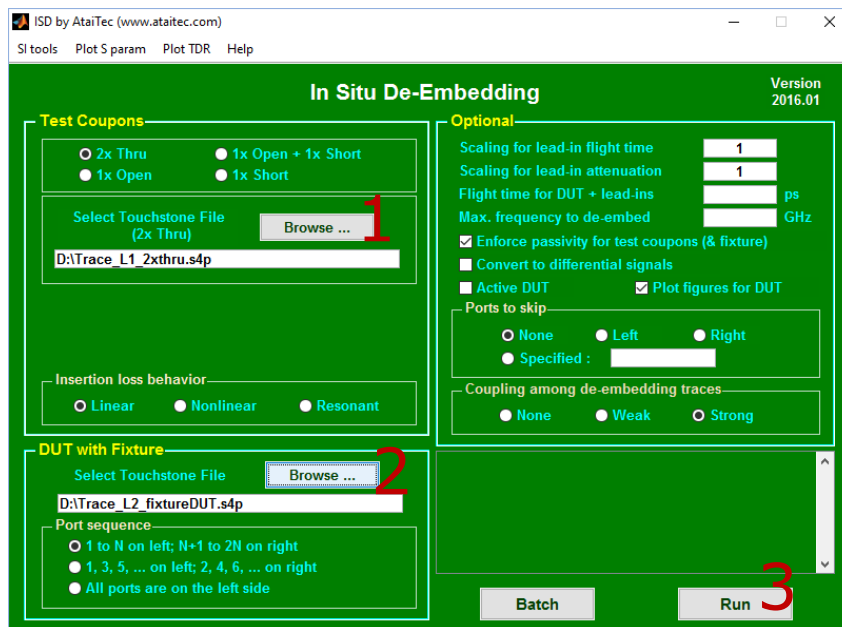 ISD by AtaiTec (www.ataitec.com)
SI tools Plot S param Plot TDR Help
In Situ De-Embedding
Version
2016.01
Test Coupons
2x Thru 1x Open + 1x Short
1x Open 1x Short
Select Touchstone File
(2x Thru)
Browse ... 1
D:\Trace_L1_2xthru.s4p
Insertion loss behavior
Linear Nonlinear Resonant
DUT with Fixture
Select Touchstone File Browse ... 2
D:\Trace_L2_fixtureDUT.s4p
Port sequence
1 to N on left; N+1 to 2N on right
1, 3, 5, ... on left; 2, 4, 6, ... on right
All ports are on the left side
Optional
Scaling for lead-in flight time 1
Scaling for lead-in attenuation 1
Flight time for DUT + lead-ins ps
Max. frequency to de-embed GHz
Enforce passivity for test coupons (& fixture)
Convert to differential signals
Active DUT Plot figures for DUT
Ports to skip
None Left Right
Specified :
Coupling among de-embedding traces
None Weak Strong
Batch Run 3